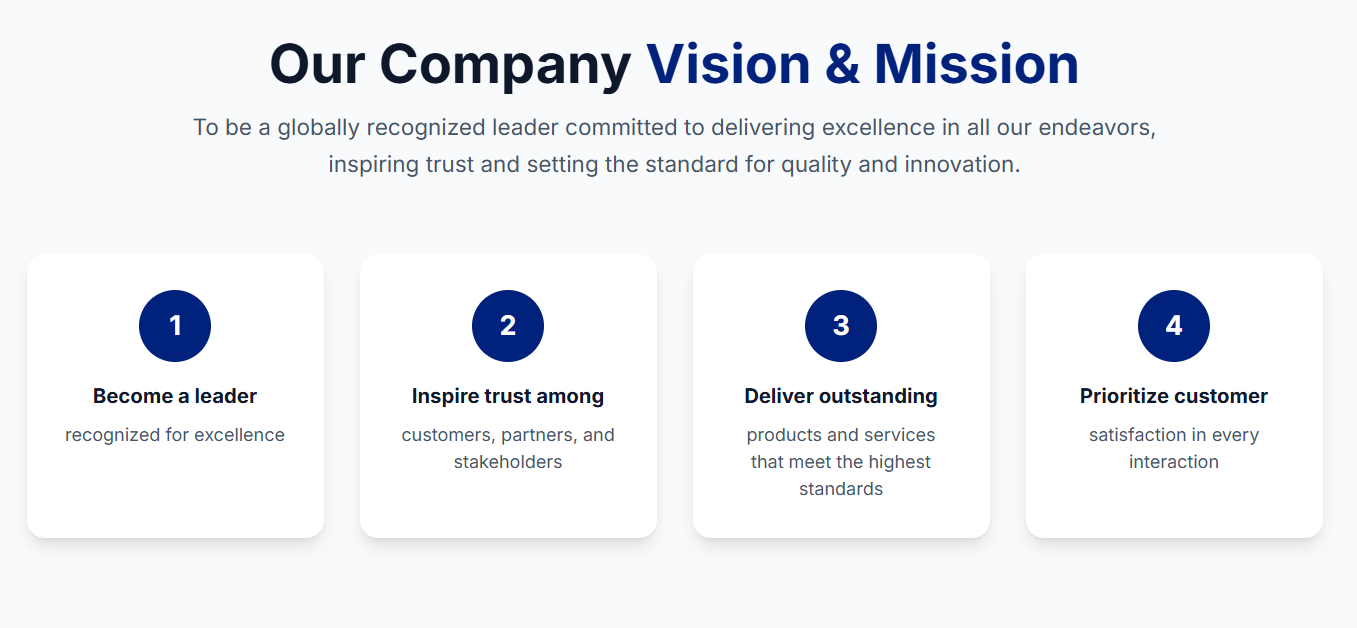 Our Company Vision & Mission
To be a globally recognized leader committed to delivering excellence in all our endeavors,
inspiring trust and setting the standard for quality and innovation.
1
Become a leader
recognized for excellence
2
Inspire trust among
customers, partners, and
stakeholders
3
Deliver outstanding
products and services
that meet the highest
standards
4
Prioritize customer
satisfaction in every
interaction